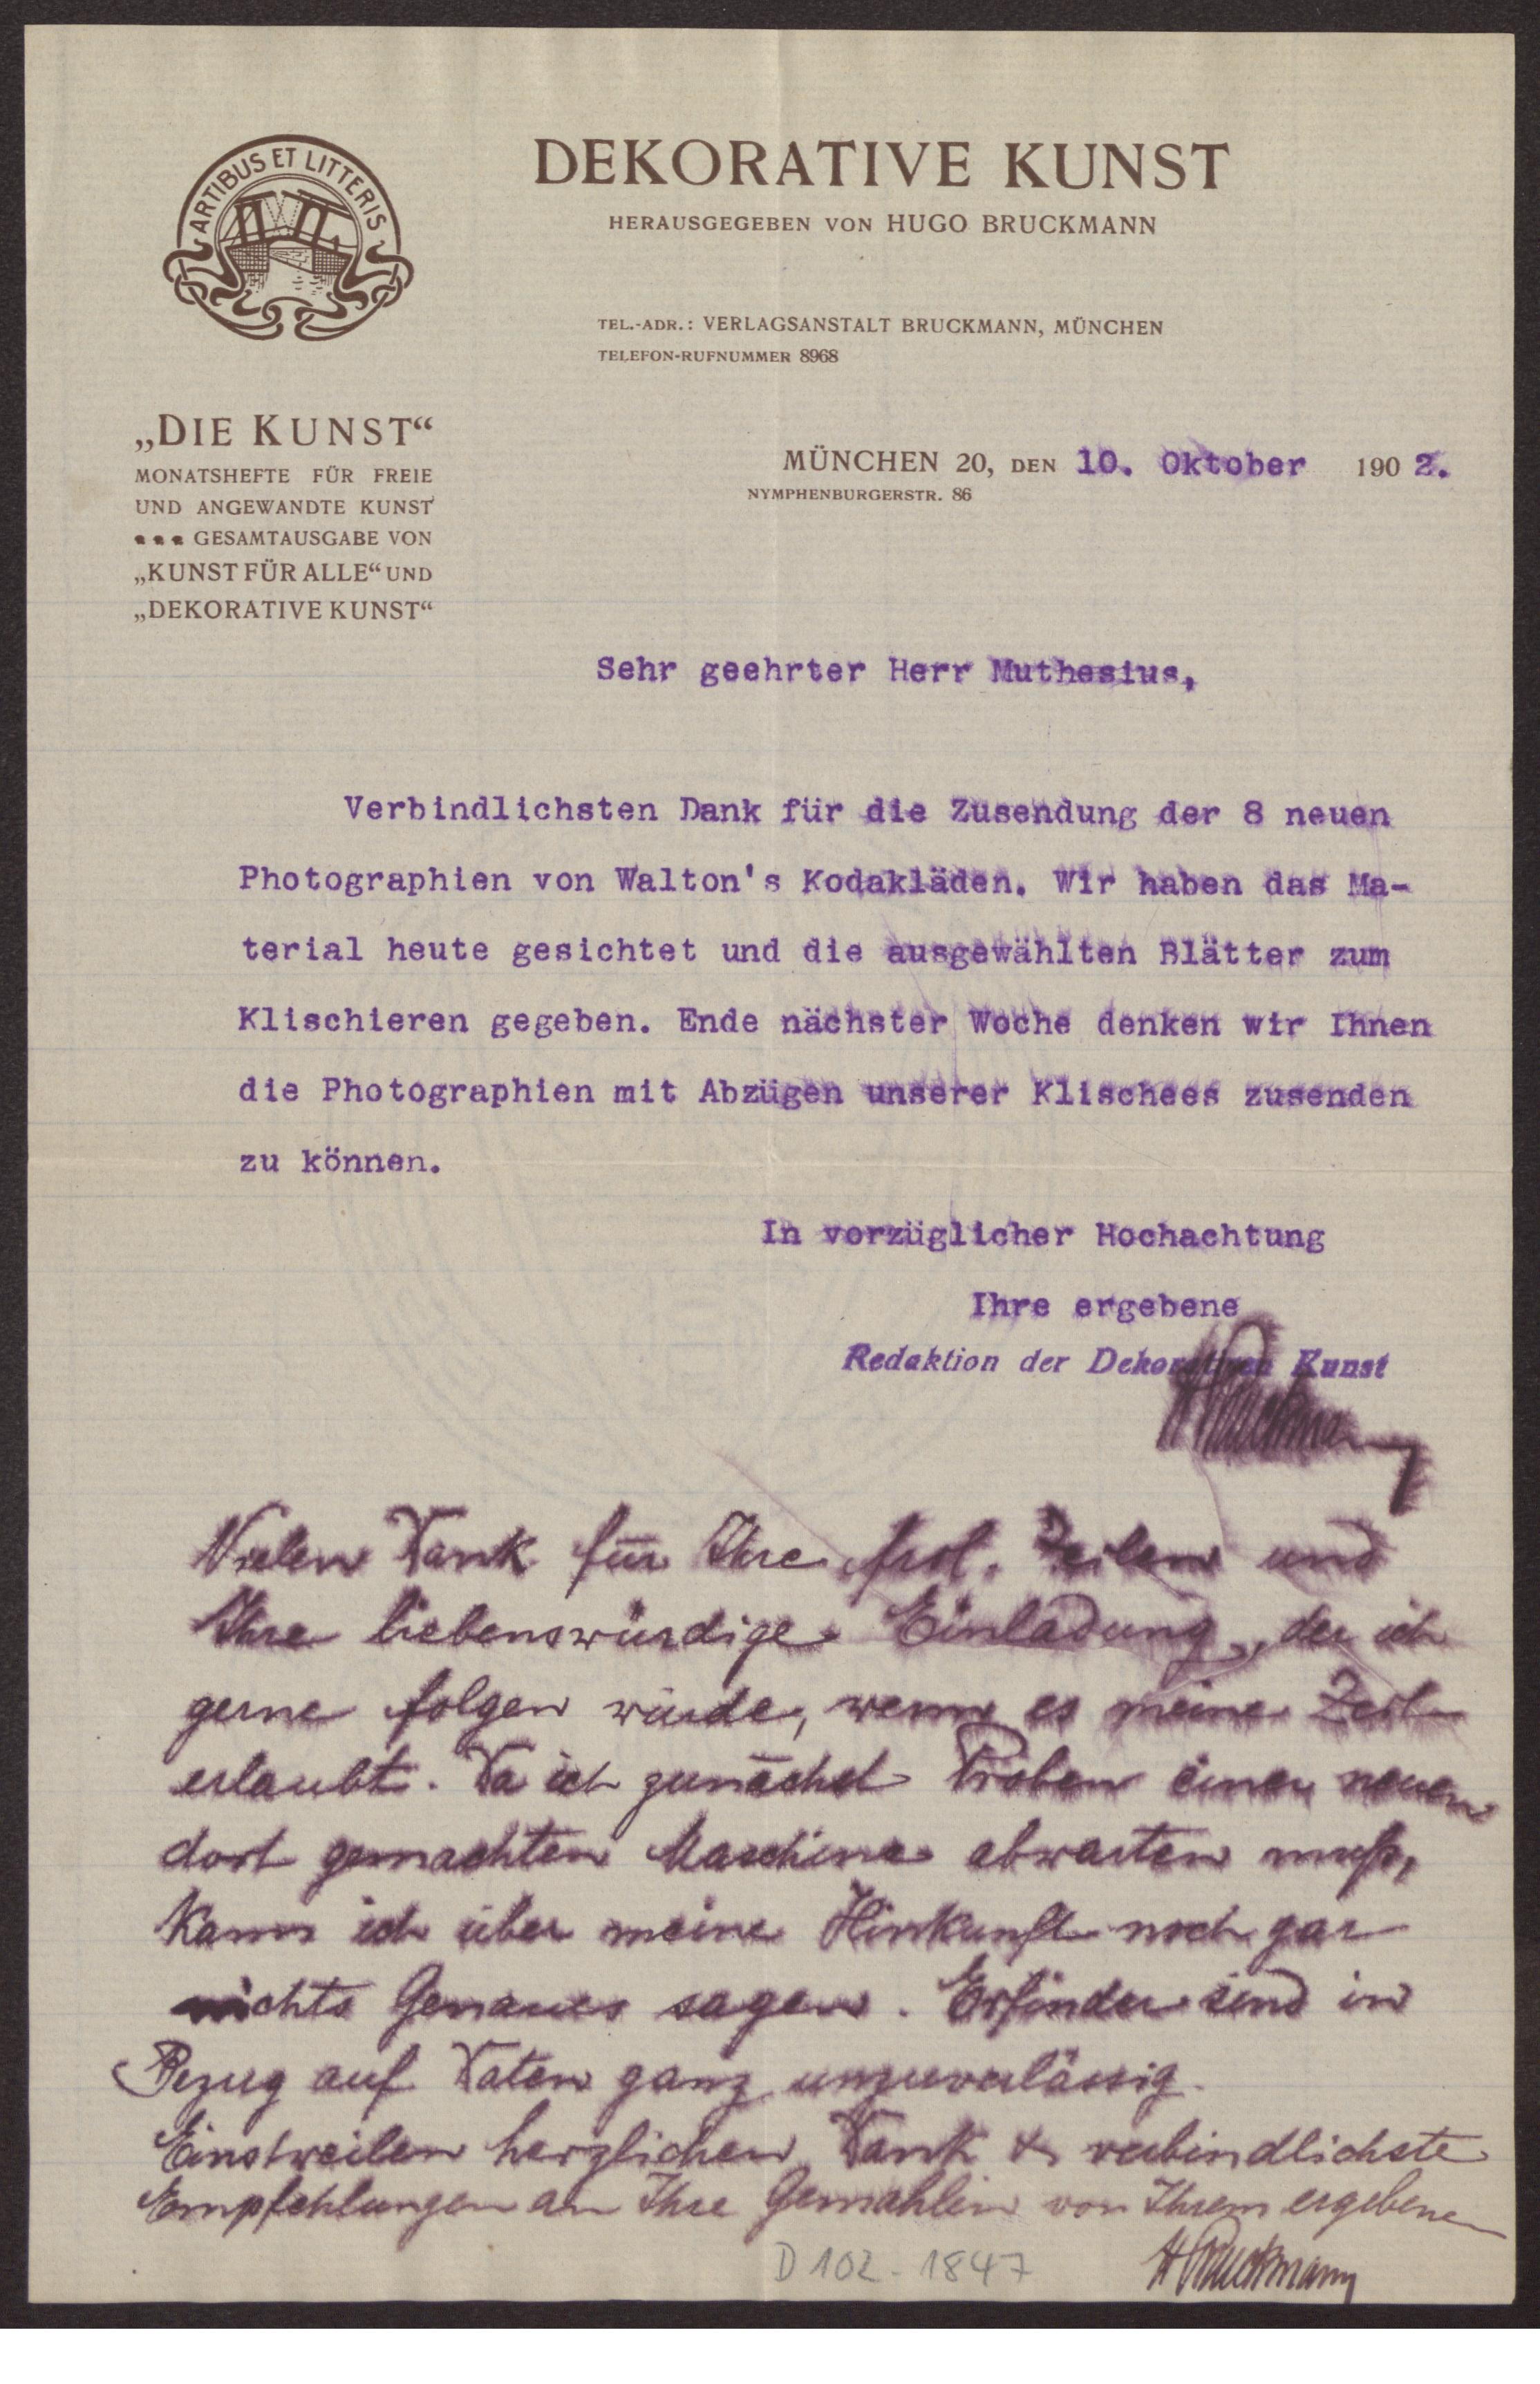 ARTIBUS ET LITTERIS
DEKORATIVE KUNST
HERAUSGEGEBEN VON HUGO BRUCKMANN
TEL.-ADR.: VERLAGSANSTALT BRUCKMANN, MÜNCHEN
TELEFON-RUFNUMMER 8968
„DIE KUNST“
MONATSHEFTE FÜR FREIE
UND ANGEWANDTE KUNST
GESAMTAUSGABE VON
„KUNST FÜR ALLE“ UND
„DEKORATIVE KUNST“
MÜNCHEN 20, DEN 10. Oktober 1902.
NYMPHENBURGERSTR. 86
Sehr geehrter Herr Muthesius,
Verbindlichsten Dank für die Zusendung der 8 neuen
Photographien von Walton's Kodakläden. Wir haben das Ma-
terial heute gesichtet und die ausgewählten Blätter zum
Klischieren gegeben. Ende nächster Woche denken wir Ihnen
die Photographien mit Abzügen unserer Klischees zusenden
zu können.
In vorzüglicher Hochachtung
Ihre ergebene
Redaktion der Dekorativen Kunst
HBruckmann
Vielen Dank für Ihre frdl. Zeilen und
Ihre liebenswürdige Einladung, der ich
gerne folgen würde, wenn es meine Zeit
erlaubt. Da ich zunächst Proben einer neuen
dort gemachten Maschine abwarten muß,
kann ich über meine Hinkunft noch gar
nichts Genaues sagen. Erfinder sind in
Bezug auf Daten ganz unzuverlässig.
Einstweilen herzlichen Dank & verbindlichste
Empfehlungen an Ihre Gemahlin von Ihrem ergebenen
HBruckmann
D 102-1847